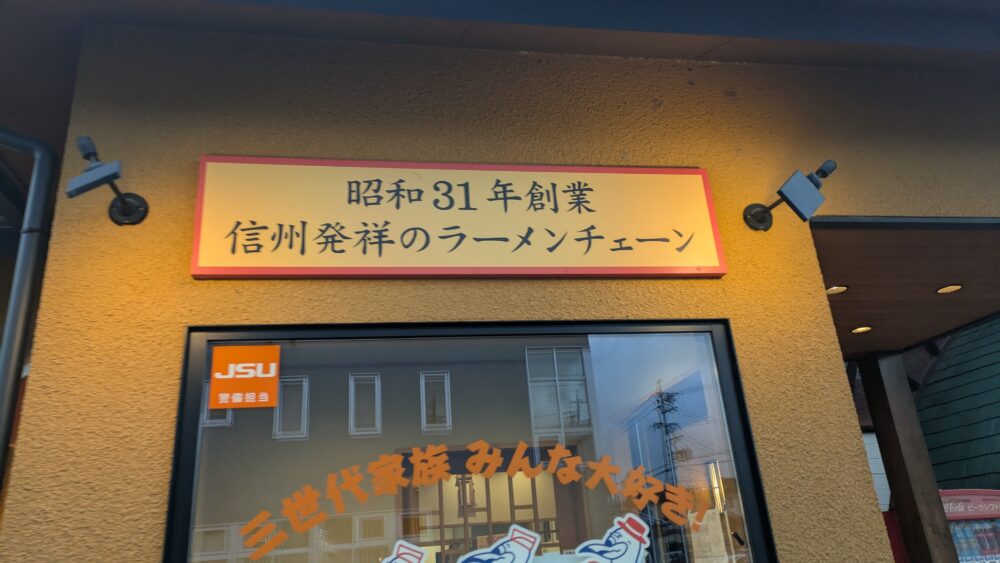 昭和31年創業
信州発祥のラーメンチェーン
JSU
警備担当
三世代家族 みんな大好き!